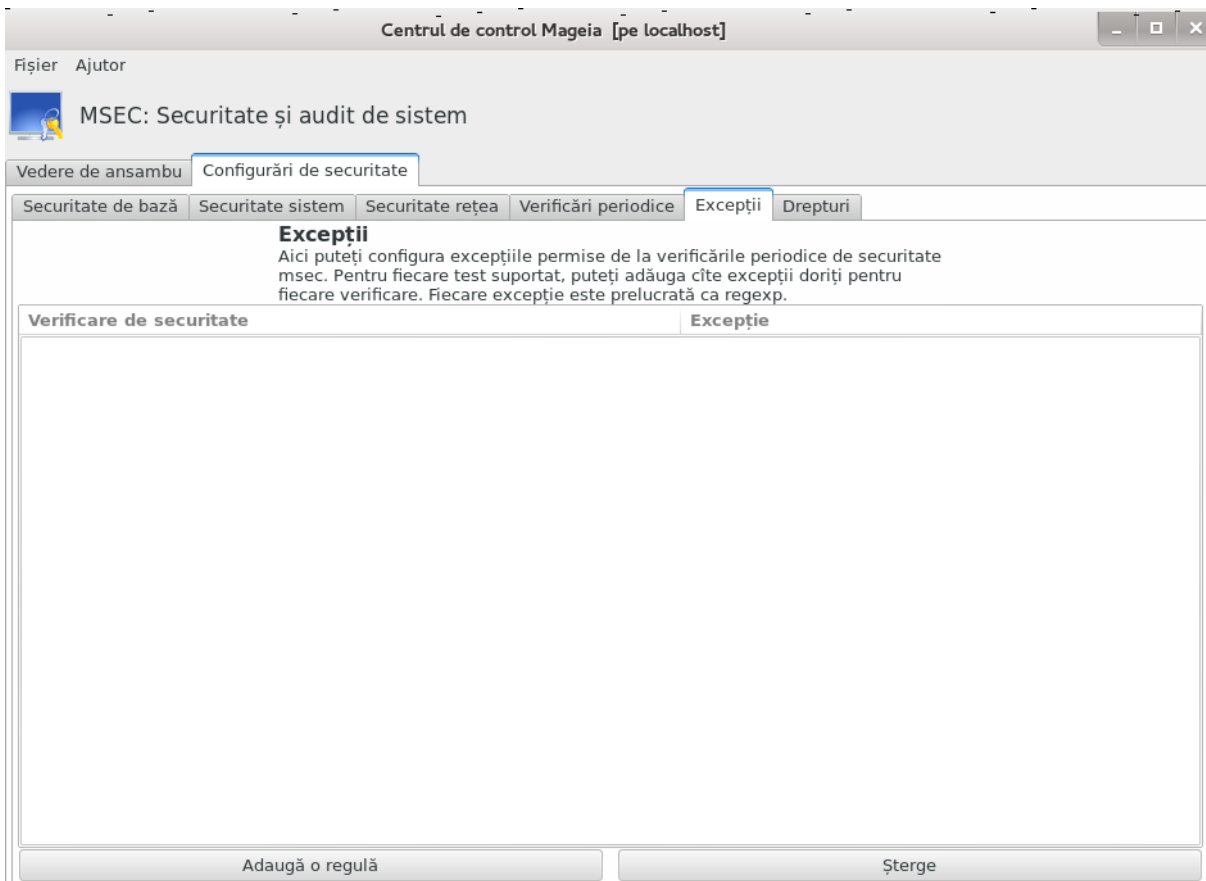 Centrul de control Mageia [pe localhost]
Fișier Ajutor
MSEC: Securitate și audit de sistem
Vedere de ansambu Configurări de securitate
Securitate de bază Securitate sistem Securitate rețea Verificări periodice Excepții Drepturi
Excepții
Aici puteți configura excepțiile permise de la verificările periodice de securitate
msec. Pentru fiecare test suportat, puteți adăuga cîte excepții doriți pentru
fiecare verificare. Fiecare excepție este prelucrată ca regexp.
Verificare de securitate Excepție
Adaugă o regulă Șterge